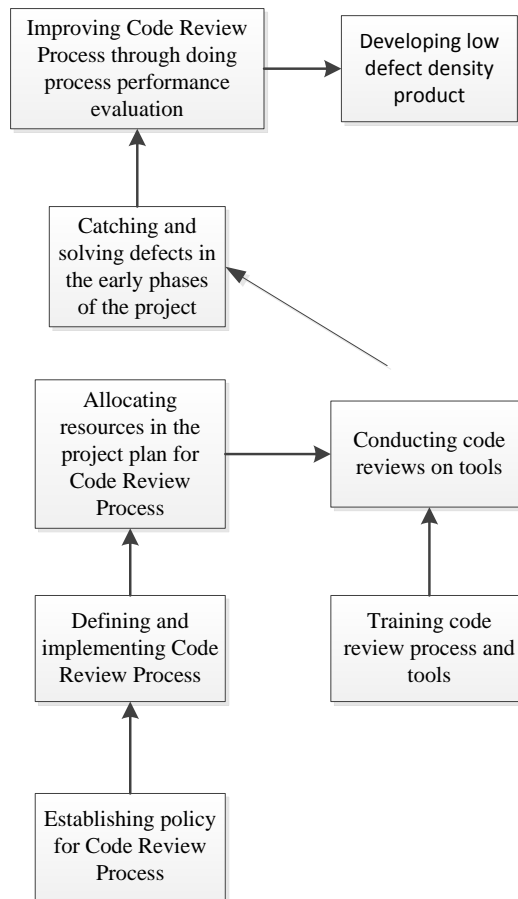 Improving Code Review
Process through doing
process performance
evaluation
Developing low
defect density
product
Catching and
solving defects in
the early phases
of the project
Allocating
resources in the
project plan for
Code Review
Process
Conducting code
reviews on tools
Defining and
implementing Code
Review Process
Training code
review process and
tools
Establishing policy
for Code Review
Process